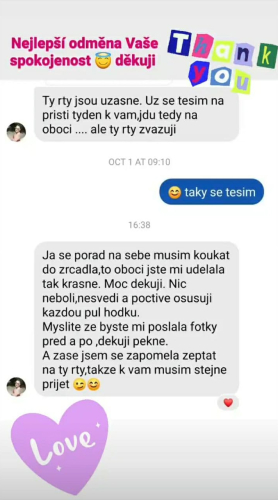 Nejlepší odměna Vaše
spokojenost 😇 děkuji
Thank
you
Ty rty jsou uzasne. Uz se tesim na
pristi tyden k vam,jdu tedy na
oboci .... ale ty rty zvazuji
OCT 1 AT 09:10
😊 taky se tesim
16:38
Ja se porad na sebe musim koukat
do zrcadla,to oboci jste mi udelala
tak krasne. Moc dekuji. Nic
neboli,nesvedi a poctive osusuji
kazdou pul hodku.
Myslite ze byste mi poslala fotky
pred a po ,dekuji pekne.
A zase jsem se zapomela zeptat
na ty rty,takze k vam musim stejne
prijet 😉😊
Love